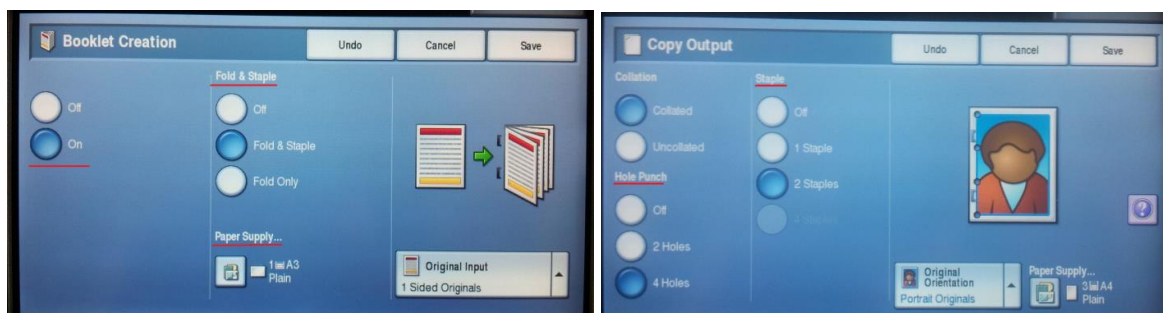 Booklet Creation
Undo
Cancel
Save
Off
On
Fold & Staple
Off
Fold & Staple
Fold Only
Paper Supply...
1 A3
Plain
Original Input
1 Sided Originals
Copy Output
Undo
Cancel
Save
Collation
Collated
Uncollated
Hole Punch
Off
2 Holes
4 Holes
Staple
Off
1 Staple
2 Staples
Original
Orientation
Portrait Originals
Paper Supply...
3 A4
Plain
?